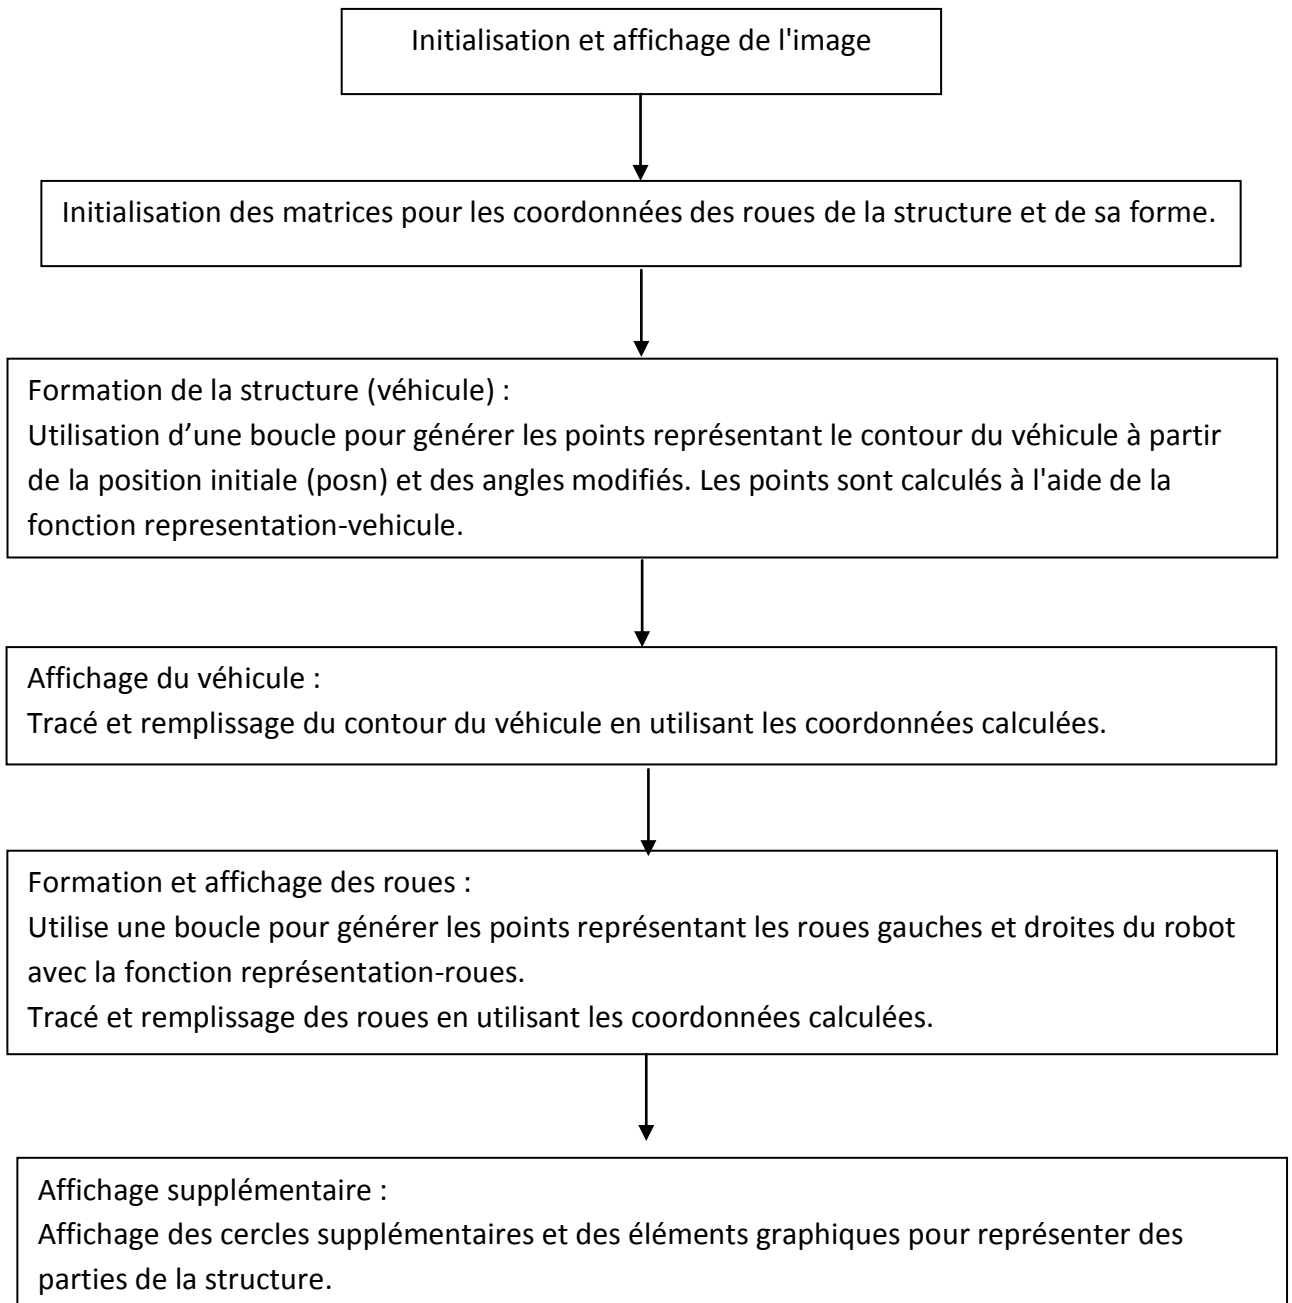 Initialisation et affichage de l'image
Initialisation des matrices pour les coordonnées des roues de la structure et de sa forme.
Formation de la structure (véhicule) :
Utilisation d’une boucle pour générer les points représentant le contour du véhicule à partir
de la position initiale (posn) et des angles modifiés. Les points sont calculés à l'aide de la
fonction representation-vehicule.
Affichage du véhicule :
Tracé et remplissage du contour du véhicule en utilisant les coordonnées calculées.
Formation et affichage des roues :
Utilise une boucle pour générer les points représentant les roues gauches et droites du robot
avec la fonction représentation-roues.
Tracé et remplissage des roues en utilisant les coordonnées calculées.
Affichage supplémentaire :
Affichage des cercles supplémentaires et des éléments graphiques pour représenter des
parties de la structure.